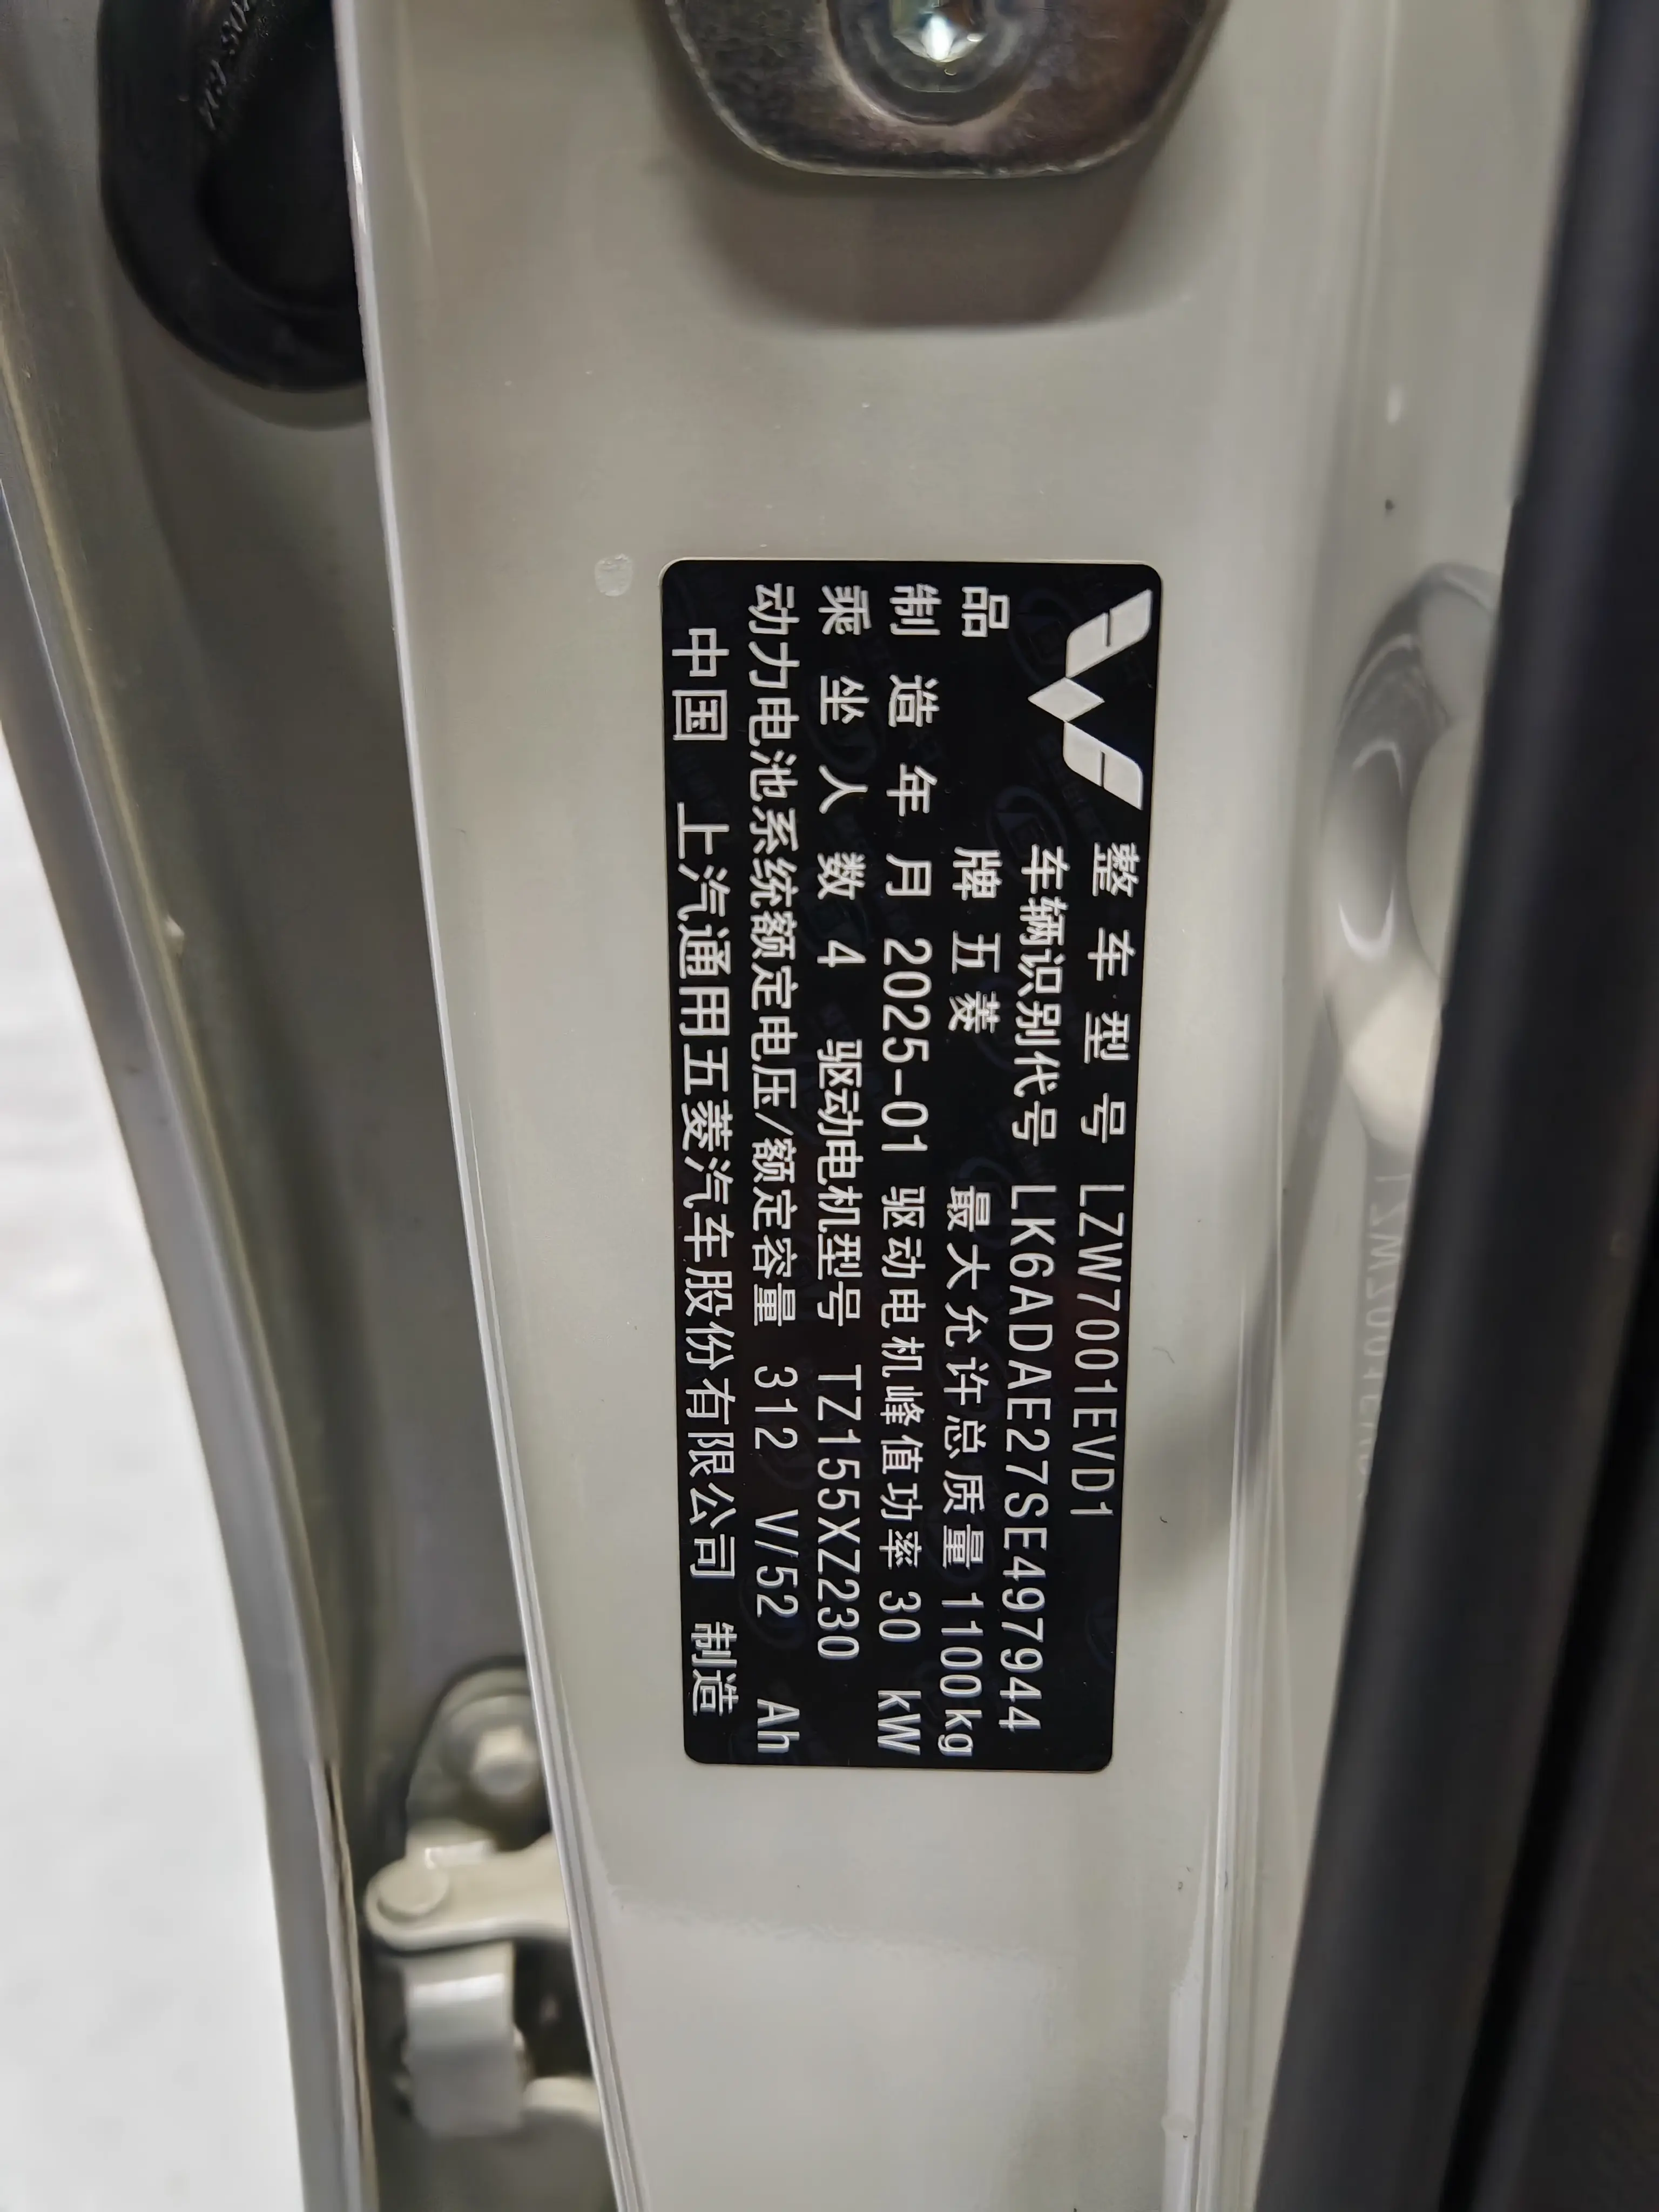 整车型号 LZW7001EVD1
车辆识别代号 LK6ADAE27SE497944
品牌 五菱 最大允许总质量 1100kg
制造年月 2025-01 驱动电机峰值功率 30 kW
乘坐人数 4 驱动电机型号 TZ155XZ230
动力电池系统额定电压/额定容量 312 V/52 Ah
中国 上汽通用五菱汽车股份有限公司 制造